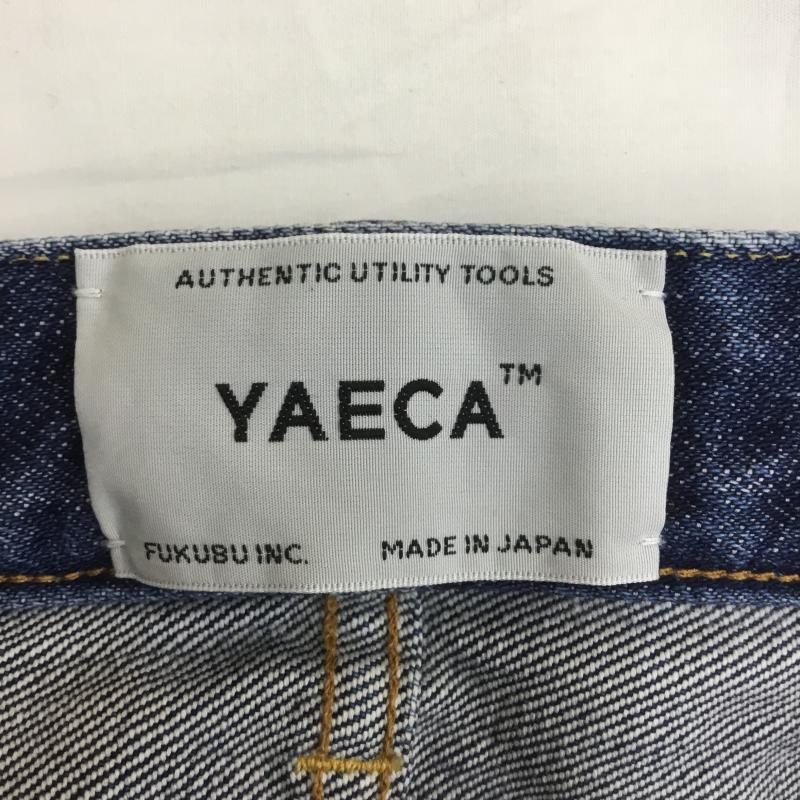 AUTHENTIC UTILITY TOOLS
YAECA™
FUKUBU INC. MADE IN JAPAN